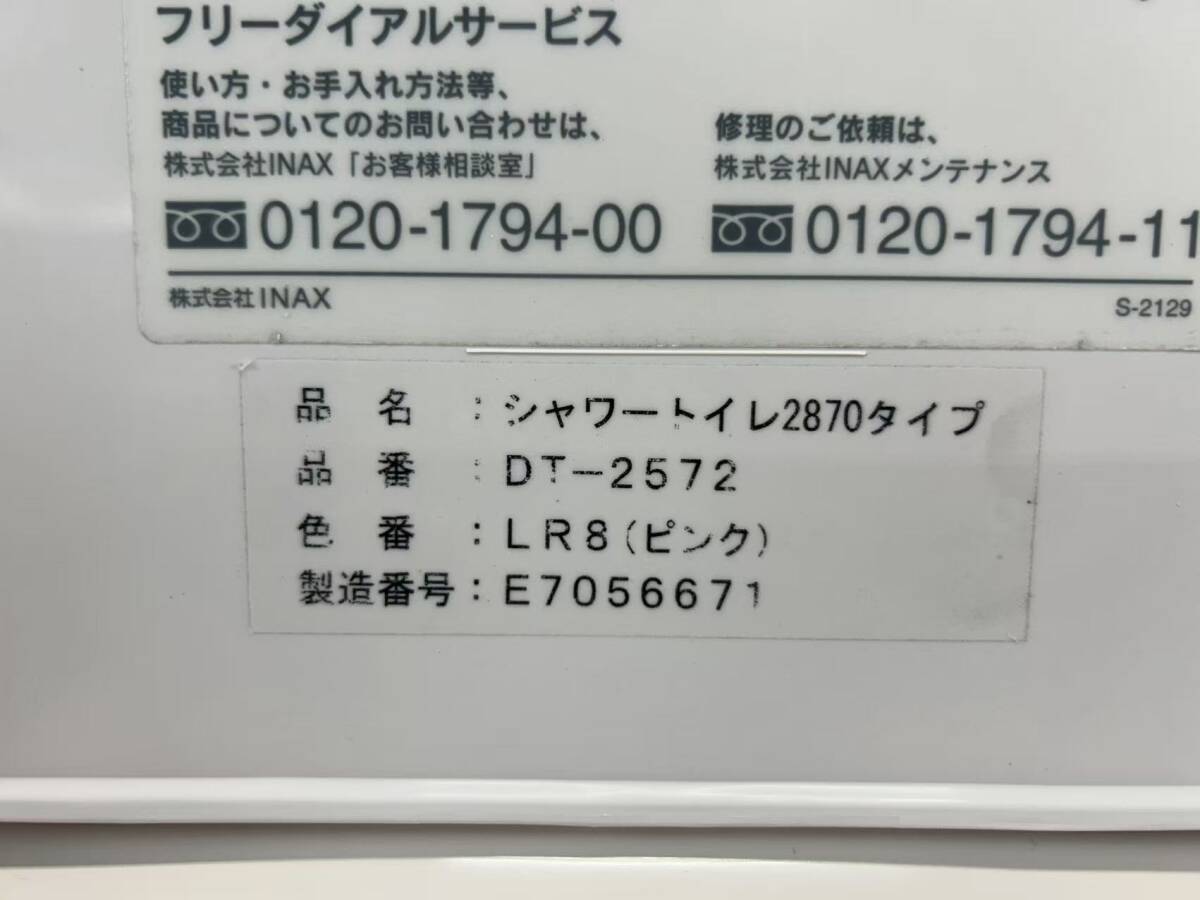 フリーダイアルサービス
使い方・お手入れ方法等、
商品についてのお問い合わせは、
株式会社INAX「お客様相談室」
0120-1794-00
修理のご依頼は、
株式会社INAXメンテナンス
0120-1794-11
株式会社INAX
S-2129
品 名 : シャワートイレ2870タイプ
品 番 : DT-2572
色 番 : LR8(ピンク)
製造番号: E7056671